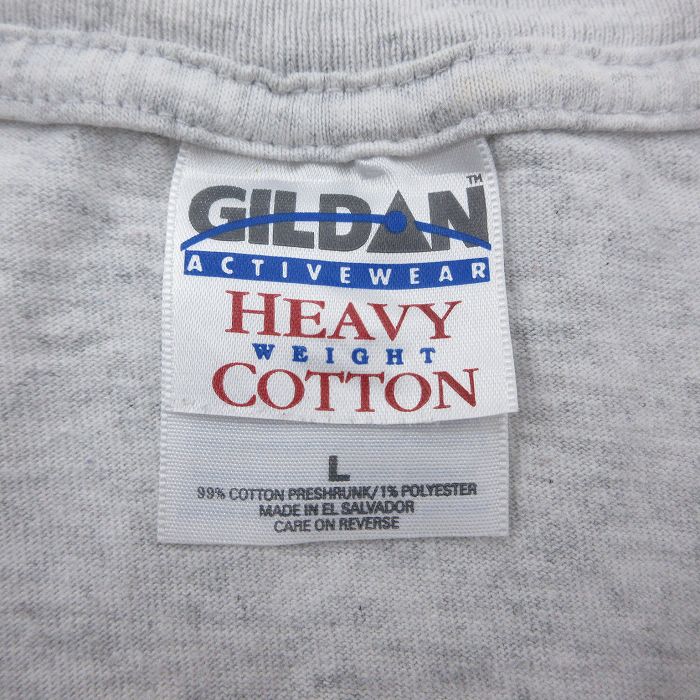 GILDAN™
ACTIVEWEAR
HEAVY
WEIGHT
COTTON
L
99% COTTON PRESHRUNK/1% POLYESTER
MADE IN EL SALVADOR
CARE ON REVERSE